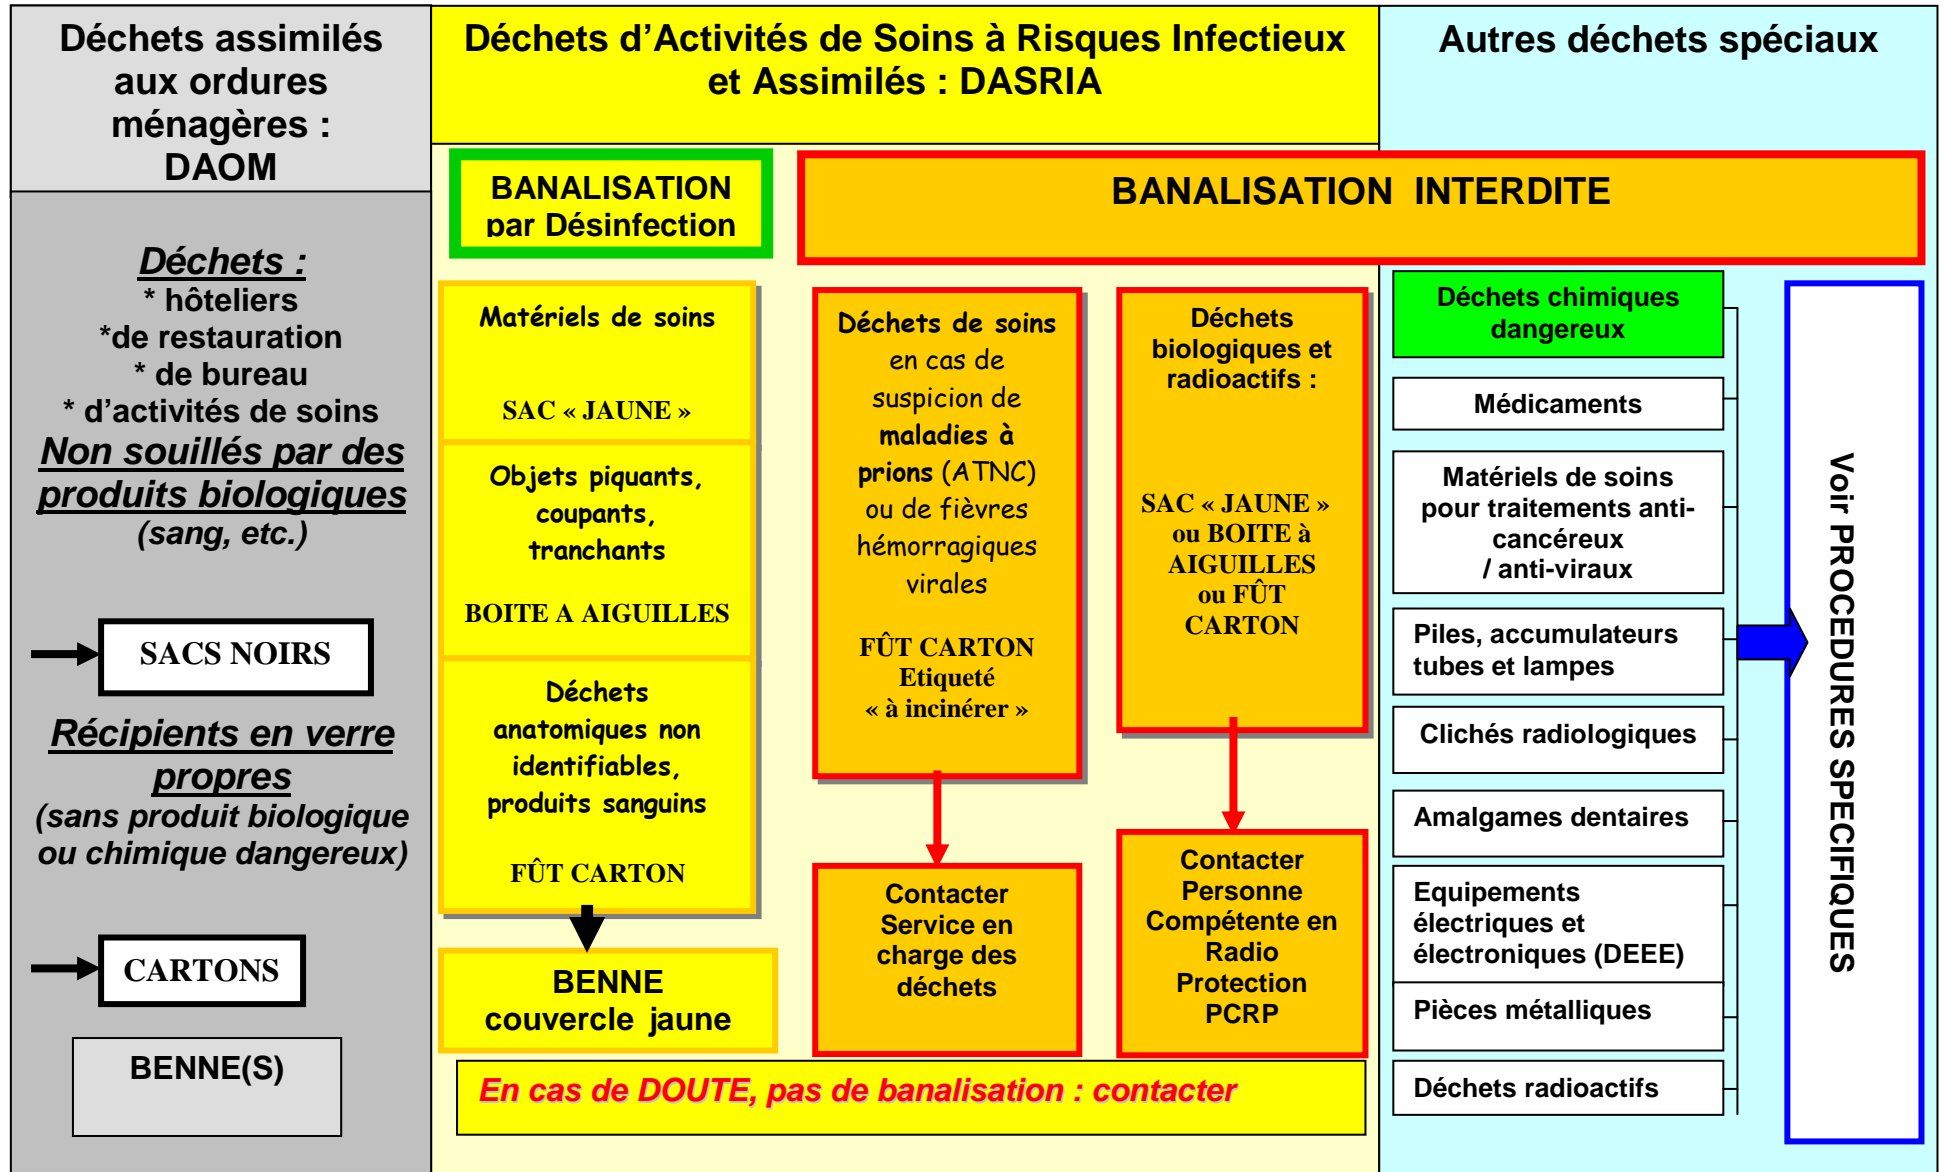 Déchets assimilés
aux ordures
ménagères :
DAOM
Déchets :
* hôteliers
*de restauration
* de bureau
* d’activités de soins
Non souillés par des
produits biologiques
(sang, etc.)
SACS NOIRS
Récipients en verre
propres
(sans produit biologique
ou chimique dangereux)
CARTONS
BENNE(S)
Déchets d’Activités de Soins à Risques Infectieux
et Assimilés : DASRIA
BANALISATION
par Désinfection
BANALISATION INTERDITE
Matériels de soins
SAC « JAUNE »
Objets piquants,
coupants,
tranchants
BOITE A AIGUILLES
Déchets
anatomiques non
identifiables,
produits sanguins
FÛT CARTON
BENNE
couvercle jaune
Déchets de soins
en cas de
suspicion de
maladies à
prions (ATNC)
ou de fièvres
hémorragiques
virales
FÛT CARTON
Etiqueté
« à incinérer »
Contacter
Service en
charge des
déchets
Déchets
biologiques et
radioactifs :
SAC « JAUNE »
ou BOITE à
AIGUILLES
ou FÛT
CARTON
Contacter
Personne
Compétente en
Radio
Protection
PCRP
En cas de DOUTE, pas de banalisation : contacter
Autres déchets spéciaux
Déchets chimiques
dangereux
Médicaments
Matériels de soins
pour traitements anti-
cancéreux
/ anti-viraux
Piles, accumulateurs
tubes et lampes
Clichés radiologiques
Amalgames dentaires
Equipements
électriques et
électroniques (DEEE)
Pièces métalliques
Déchets radioactifs
Voir PROCEDURES SPECIFIQUES